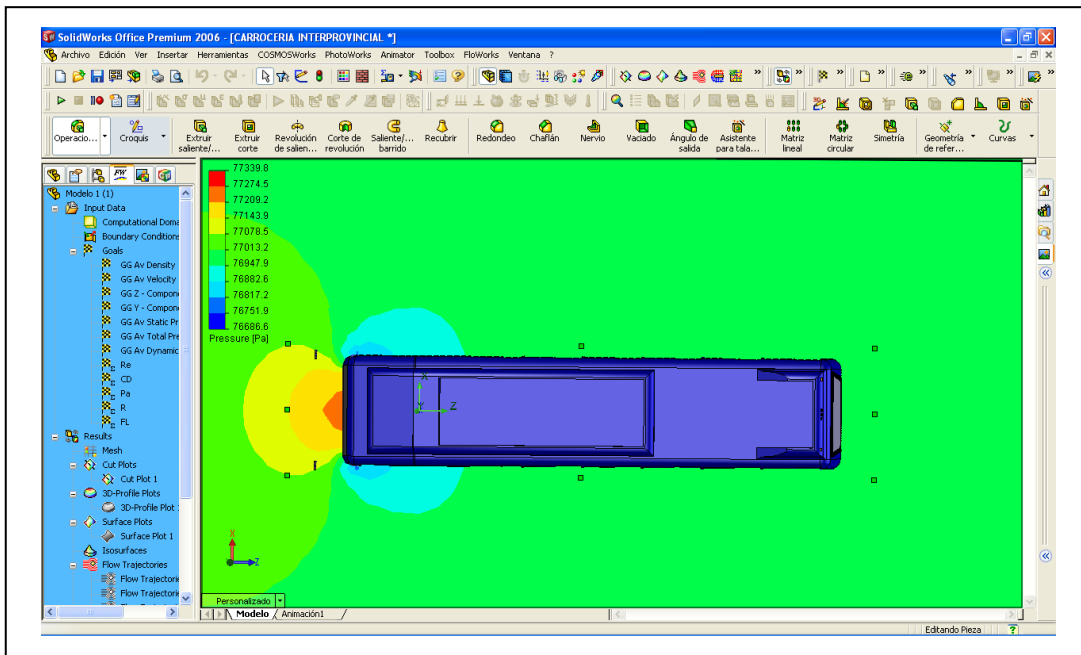 SolidWorks Office Premium 2006 - [CARROCERIA INTERPROVINCIAL *]
Archivo Edición Ver Insertar Herramientas COSMOSWorks PhotoWorks Animator Toolbox FloWorks Ventana ?
Operacio... Croquis Extruir saliente/... Extruir corte Revolución de salien... Corte de revolución Saliente/... barrido Recubrir Redondeo Chaflán Nervio Vaciado Ángulo de salida Asistente para tala... Matriz lineal Matriz circular Simetría Geometría de refer... Curvas
Modelo 1 (1)
Input Data
Computational Doma
Boundary Conditions
Goals
GG Av Density
GG Av Velocity
GG Z - Compone
GG Y - Compone
GG Av Static Pr
GG Av Total Pre
GG Av Dynamic
Re
CD
Pa
R
FL
Results
Mesh
Cut Plots
Cut Plot 1
3D-Profile Plots
3D-Profile Plot
Surface Plots
Surface Plot 1
Isosurfaces
Flow Trajectories
Flow Trajectorie
Flow Trajectorie
77339.8
77274.5
77209.2
77143.9
77078.5
77013.2
76947.9
76882.6
76817.2
76751.9
76686.6
Pressure [Pa]
X
Y
Z
X
Z
Personalizado
Modelo Animación1
Editando Pieza